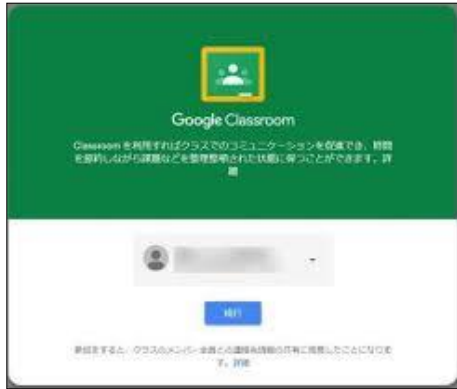 Google Classroom
Classroom を利用すればクラスでのコミュニケーションを促進でき、時間
を節約しながら課題などを整理整頓された状態に保つことができます。詳
細
続行
参加をすると、クラスのメンバー全員との連絡先情報の共有に同意したことになりま
す。詳細